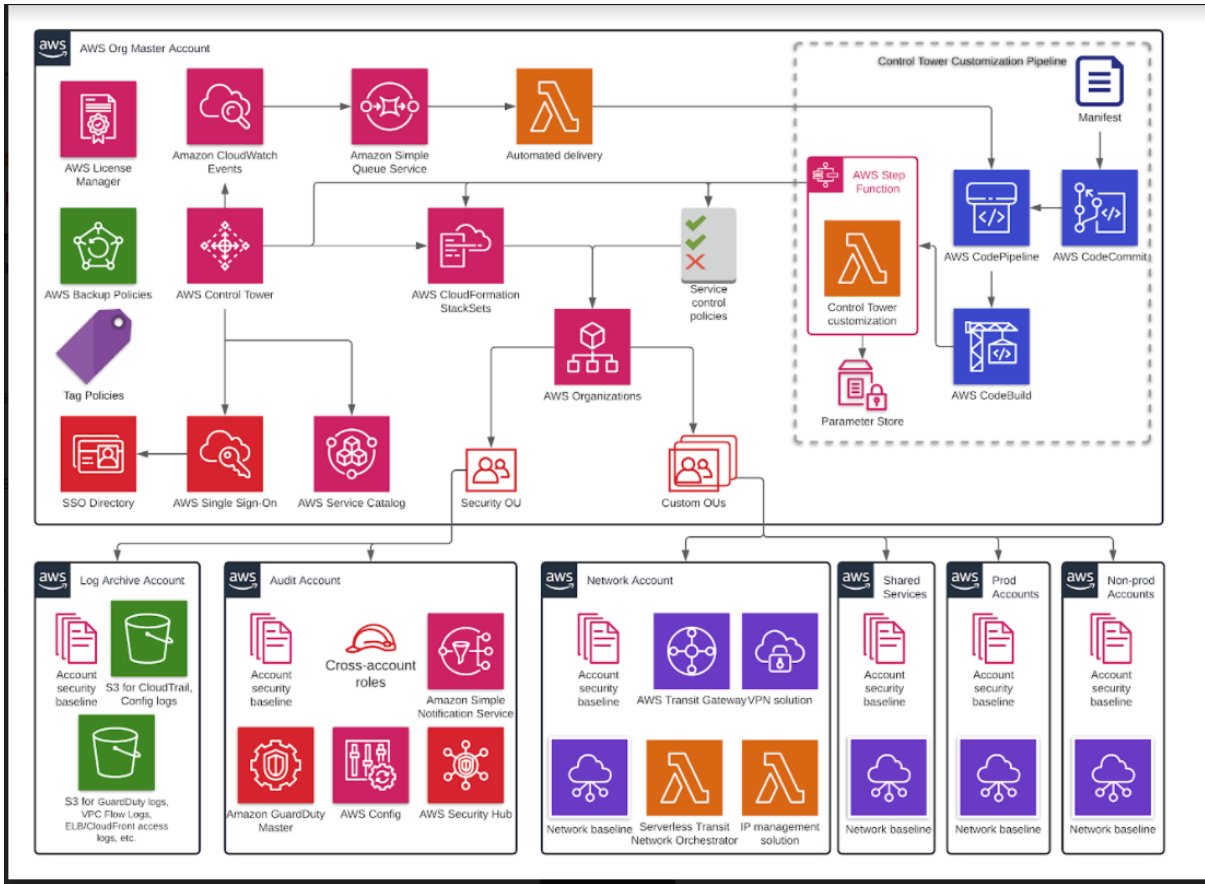 aws
AWS Org Master Account
Control Tower Customization Pipeline
Manifest
AWS License
Manager
Amazon CloudWatch
Events
Amazon Simple
Queue Service
Automated delivery
AWS Step
Function
AWS Backup Policies
AWS Control Tower
AWS CloudFormation
StackSets
Service
control
policies
Control Tower
customization
AWS CodePipeline
AWS CodeCommit
Tag Policies
AWS Organizations
Parameter Store
AWS CodeBuild
SSO Directory
AWS Single Sign-On
AWS Service Catalog
Security OU
Custom OUs
aws
Log Archive Account
Account
security
baseline
S3 for CloudTrail,
Config logs
S3 for GuardDuty logs,
VPC Flow Logs,
ELB/CloudFront access
logs, etc.
aws
Audit Account
Account
security
baseline
Cross-account
roles
Amazon Simple
Notification Service
Amazon GuardDuty
Master
AWS Config
AWS Security Hub
aws
Network Account
Account
security
baseline
AWS Transit Gateway
VPN solution
Network baseline
Serverless Transit
Network Orchestrator
IP management
solution
aws
Shared
Services
Account
security
baseline
Network baseline
aws
Prod
Accounts
Account
security
baseline
Network baseline
aws
Non-prod
Accounts
Account
security
baseline
Network baseline